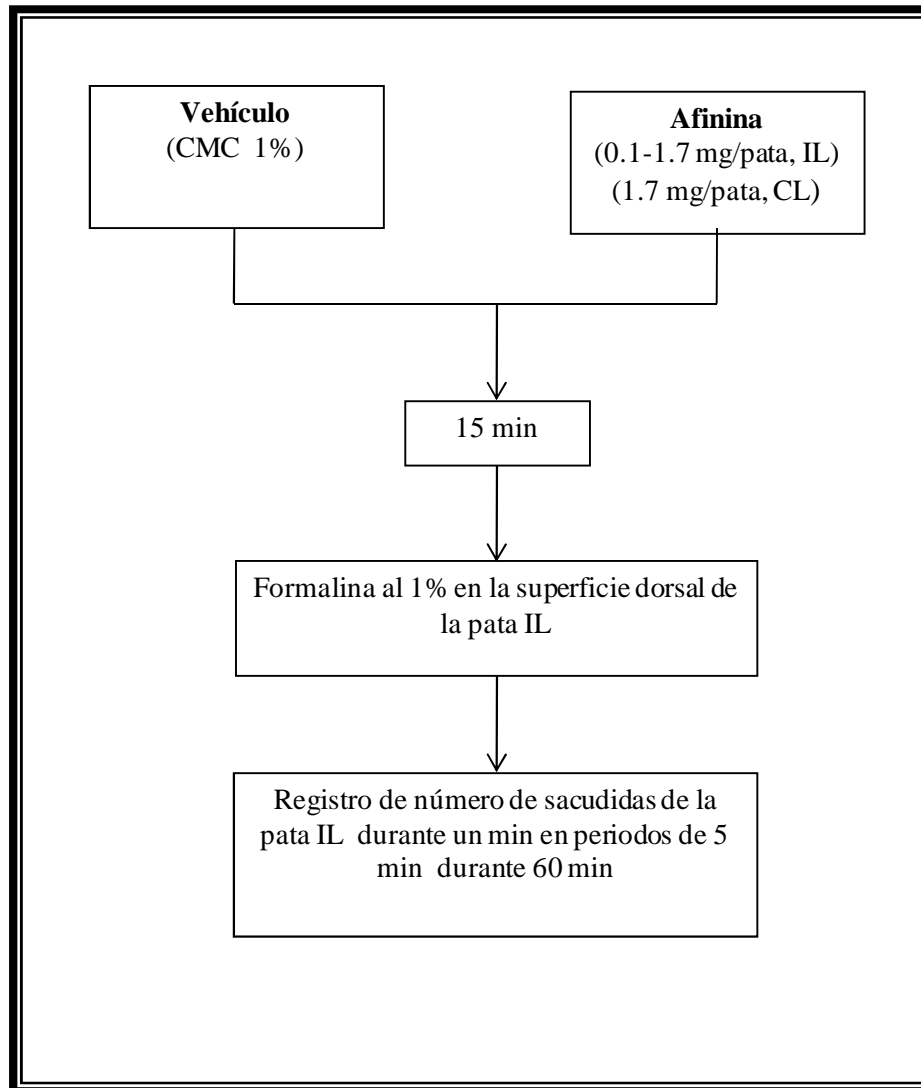 Vehículo
(CMC 1%)
Afinina
(0.1-1.7 mg/pata, IL)
(1.7 mg/pata, CL)
15 min
Formalina al 1% en la superficie dorsal de
la pata IL
Registro de número de sacudidas de la
pata IL durante un min en periodos de 5
min durante 60 min